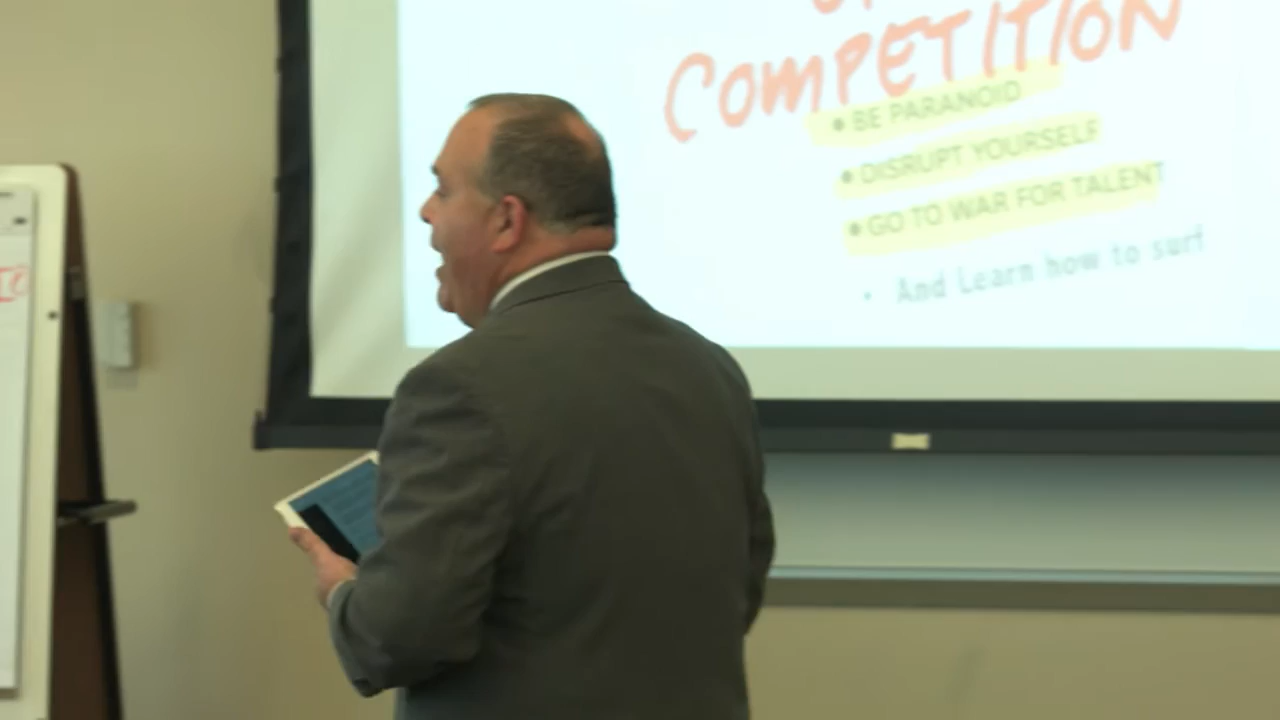 COMPETITION
• BE PARANOID
• DISRUPT YOURSELF
• GO TO WAR FOR TALENT
• And Learn how to surf